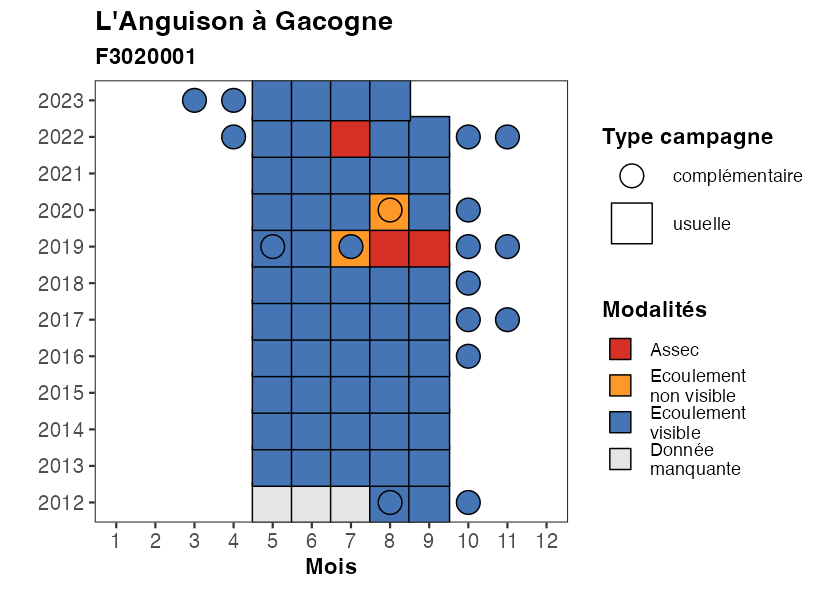 L'Anguison à Gacogne
F3020001
2023
2022
2021
2020
2019
2018
2017
2016
2015
2014
2013
2012
1 2 3 4 5 6 7 8 9 10 11 12
Mois
Type campagne
complémentaire
usuelle
Modalités
Assec
Ecoulement
non visible
Ecoulement
visible
Donnée
manquante